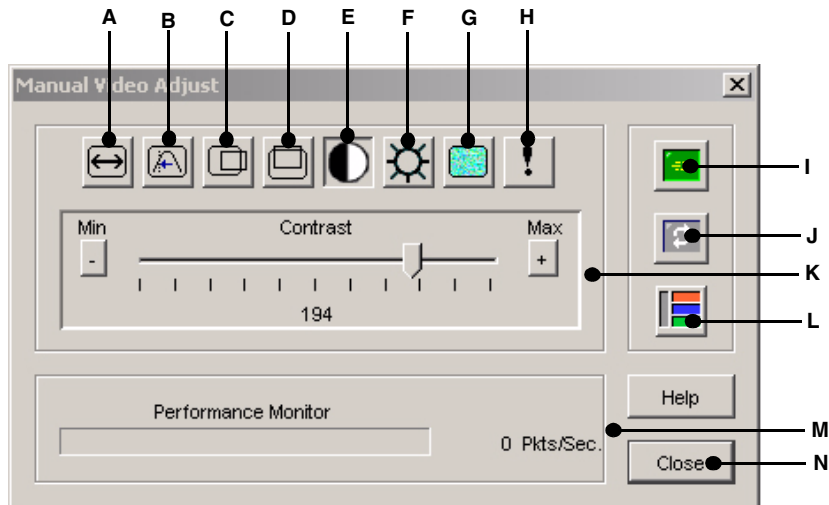 A B C D E F G H
Manual Video Adjust
I
Min Contrast Max
J
- +
K
194
L
Help
Performance Monitor
M
0 Pkts/Sec.
Close
N